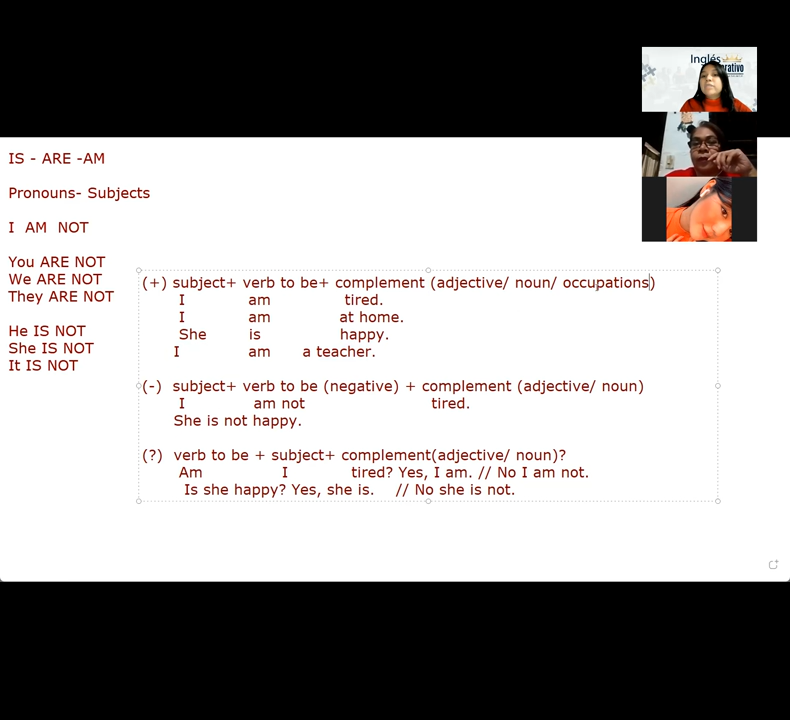 Inglés
IS - ARE -AM
Pronouns- Subjects
I AM NOT
You ARE NOT
We ARE NOT
They ARE NOT
He IS NOT
She IS NOT
It IS NOT
(+) subject+ verb to be+ complement (adjective/ noun/ occupations)
I am tired.
I am at home.
She is happy.
I am a teacher.
(-) subject+ verb to be (negative) + complement (adjective/ noun)
I am not tired.
She is not happy.
(?) verb to be + subject+ complement(adjective/ noun)?
Am I tired? Yes, I am. // No I am not.
Is she happy? Yes, she is. // No she is not.